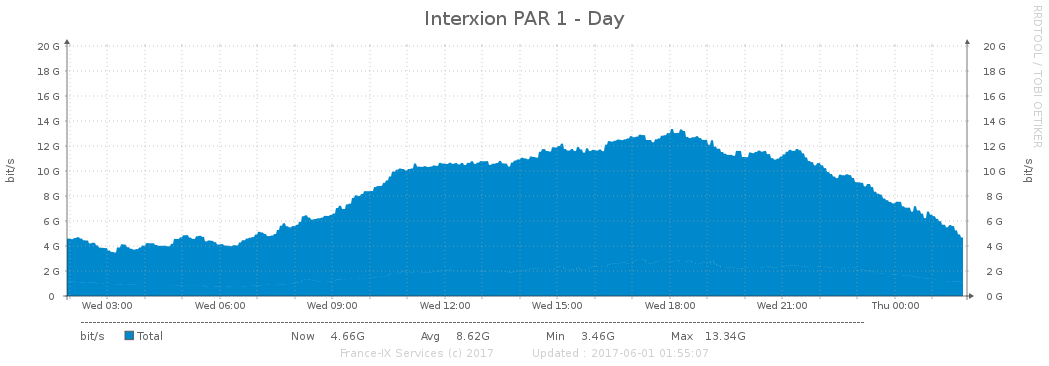 Interxion PAR 1 - Day
RRDTOOL / TOBI OETIKER
20 G 20 G
18 G 18 G
16 G 16 G
14 G 14 G
12 G 12 G
10 G 10 G
8 G 8 G
6 G 6 G
4 G 4 G
2 G 2 G
0 0 G
bit/s
bit/s
Wed 03:00 Wed 06:00 Wed 09:00 Wed 12:00 Wed 15:00 Wed 18:00 Wed 21:00 Thu 00:00
bit/s Total Now 4.66G Avg 8.62G Min 3.46G Max 13.34G
France-IX Services (c) 2017 Updated : 2017-06-01 01:55:07